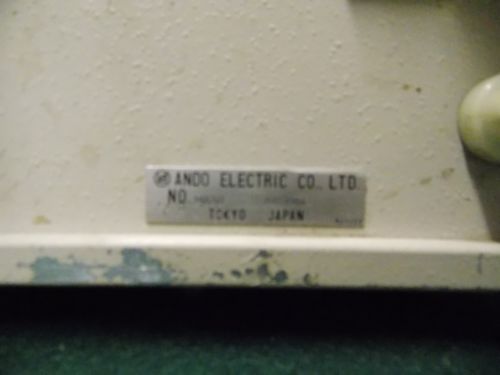 ANDO ELECTRIC CO., LTD
NO
TOKYO JAPAN